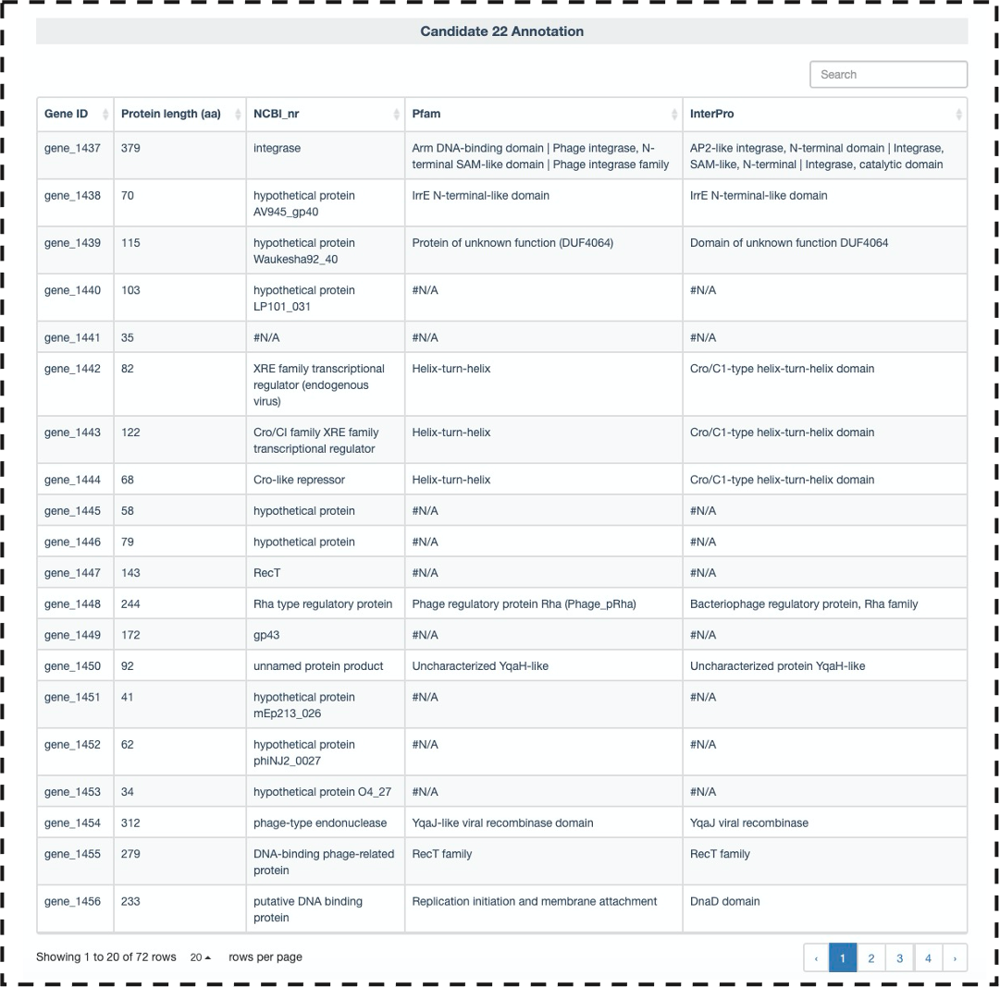 Candidate 22 Annotation
Search
Gene ID Protein length (aa) NCBI_nr Pfam InterPro
gene_1437 379 integrase Arm DNA-binding domain | Phage integrase, N- AP2-like integrase, N-terminal domain | Integrase,
terminal SAM-like domain | Phage integrase family SAM-like, N-terminal | Integrase, catalytic domain
gene_1438 70 hypothetical protein IrrE N-terminal-like domain IrrE N-terminal-like domain
AV945_gp40
gene_1439 115 hypothetical protein Protein of unknown function (DUF4064) Domain of unknown function DUF4064
Waukesha92_40
gene_1440 103 hypothetical protein #N/A #N/A
LP101_031
gene_1441 35 #N/A #N/A #N/A
gene_1442 82 XRE family transcriptional Helix-turn-helix Cro/C1-type helix-turn-helix domain
regulator (endogenous
virus)
gene_1443 122 Cro/CI family XRE family Helix-turn-helix Cro/C1-type helix-turn-helix domain
transcriptional regulator
gene_1444 68 Cro-like repressor Helix-turn-helix Cro/C1-type helix-turn-helix domain
gene_1445 58 hypothetical protein #N/A #N/A
gene_1446 79 hypothetical protein #N/A #N/A
gene_1447 143 RecT #N/A #N/A
gene_1448 244 Rha type regulatory protein Phage regulatory protein Rha (Phage_pRha) Bacteriophage regulatory protein, Rha family
gene_1449 172 gp43 #N/A #N/A
gene_1450 92 unnamed protein product Uncharacterized YqaH-like Uncharacterized protein YqaH-like
gene_1451 41 hypothetical protein #N/A #N/A
mEp213_026
gene_1452 62 hypothetical protein #N/A #N/A
phiNJ2_0027
gene_1453 34 hypothetical protein O4_27 #N/A #N/A
gene_1454 312 phage-type endonuclease YqaJ-like viral recombinase domain YqaJ viral recombinase
gene_1455 279 DNA-binding phage-related RecT family RecT family
protein
gene_1456 233 putative DNA binding Replication initiation and membrane attachment DnaD domain
protein
Showing 1 to 20 of 72 rows 20 rows per page ‹ 1 2 3 4 ›